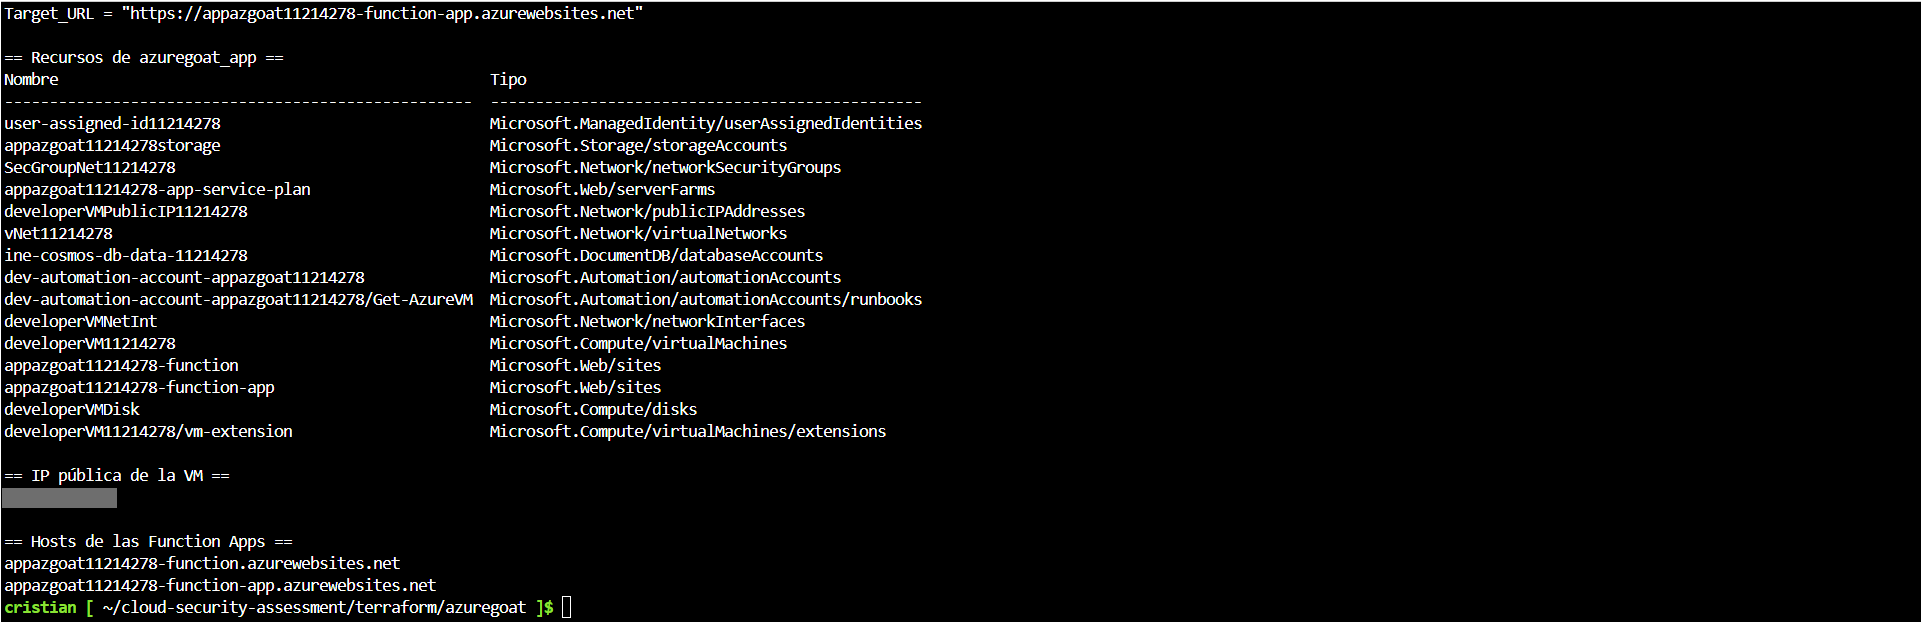 Target_URL = "https://appazgoat11214278-function-app.azurewebsites.net"
== Recursos de azuregoat_app ==
Nombre Tipo
---------------------------------------------------- ------------------------------------------------
user-assigned-id11214278 Microsoft.ManagedIdentity/userAssignedIdentities
appazgoat11214278storage Microsoft.Storage/storageAccounts
SecGroupNet11214278 Microsoft.Network/networkSecurityGroups
appazgoat11214278-app-service-plan Microsoft.Web/serverFarms
developerVMPublicIP11214278 Microsoft.Network/publicIPAddresses
vNet11214278 Microsoft.Network/virtualNetworks
ine-cosmos-db-data-11214278 Microsoft.DocumentDB/databaseAccounts
dev-automation-account-appazgoat11214278 Microsoft.Automation/automationAccounts
dev-automation-account-appazgoat11214278/Get-AzureVM Microsoft.Automation/automationAccounts/runbooks
developerVMNetInt Microsoft.Network/networkInterfaces
developerVM11214278 Microsoft.Compute/virtualMachines
appazgoat11214278-function Microsoft.Web/sites
appazgoat11214278-function-app Microsoft.Web/sites
developerVMDisk Microsoft.Compute/disks
developerVM11214278/vm-extension Microsoft.Compute/virtualMachines/extensions
== IP pública de la VM ==
== Hosts de las Function Apps ==
appazgoat11214278-function.azurewebsites.net
appazgoat11214278-function-app.azurewebsites.net
cristian [ ~/cloud-security-assessment/terraform/azuregoat ]$